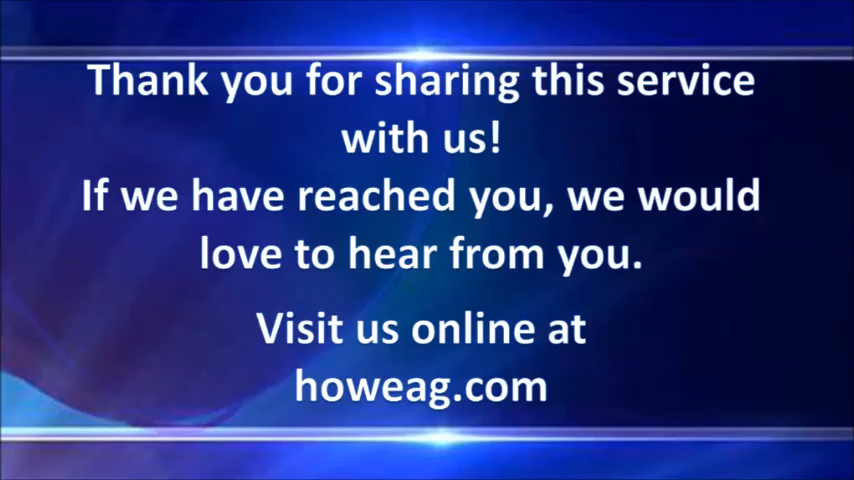 Thank you for sharing this service
with us!
If we have reached you, we would
love to hear from you.
Visit us online at
howeag.com